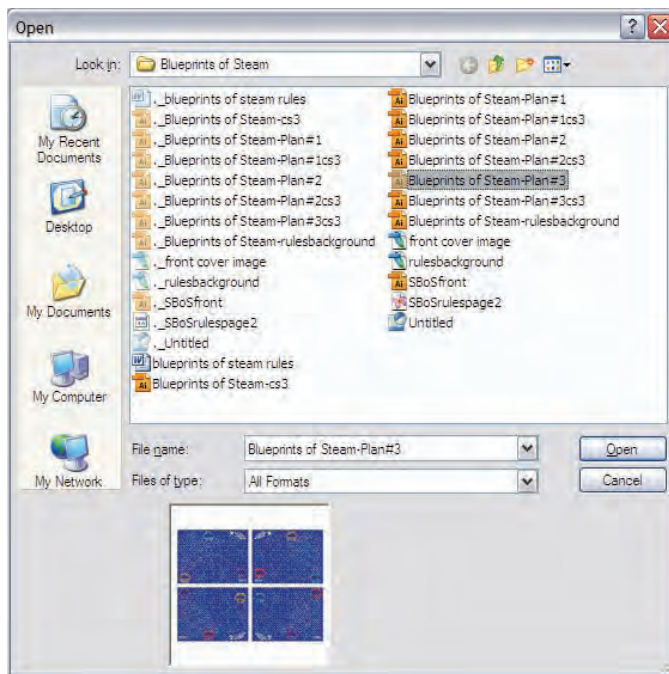 Open
Look in:
Blueprints of Steam
My Recent
Documents
Desktop
My Documents
My Computer
My Network
._blueprints of steam rules
._Blueprints of Steam-cs3
._Blueprints of Steam-Plan#1
._Blueprints of Steam-Plan#1cs3
._Blueprints of Steam-Plan#2
._Blueprints of Steam-Plan#2cs3
._Blueprints of Steam-Plan#3cs3
._Blueprints of Steam-rulesbackground
._front cover image
._rulesbackground
._SBoSfront
._SBoSrulespage2
._Untitled
blueprints of steam rules
Blueprints of Steam-cs3
Blueprints of Steam-Plan#1
Blueprints of Steam-Plan#1cs3
Blueprints of Steam-Plan#2
Blueprints of Steam-Plan#2cs3
Blueprints of Steam-Plan#3
Blueprints of Steam-Plan#3cs3
Blueprints of Steam-rulesbackground
front cover image
rulesbackground
SBoSfront
SBoSrulespage2
Untitled
File name:
Blueprints of Steam-Plan#3
Open
Files of type:
All Formats
Cancel